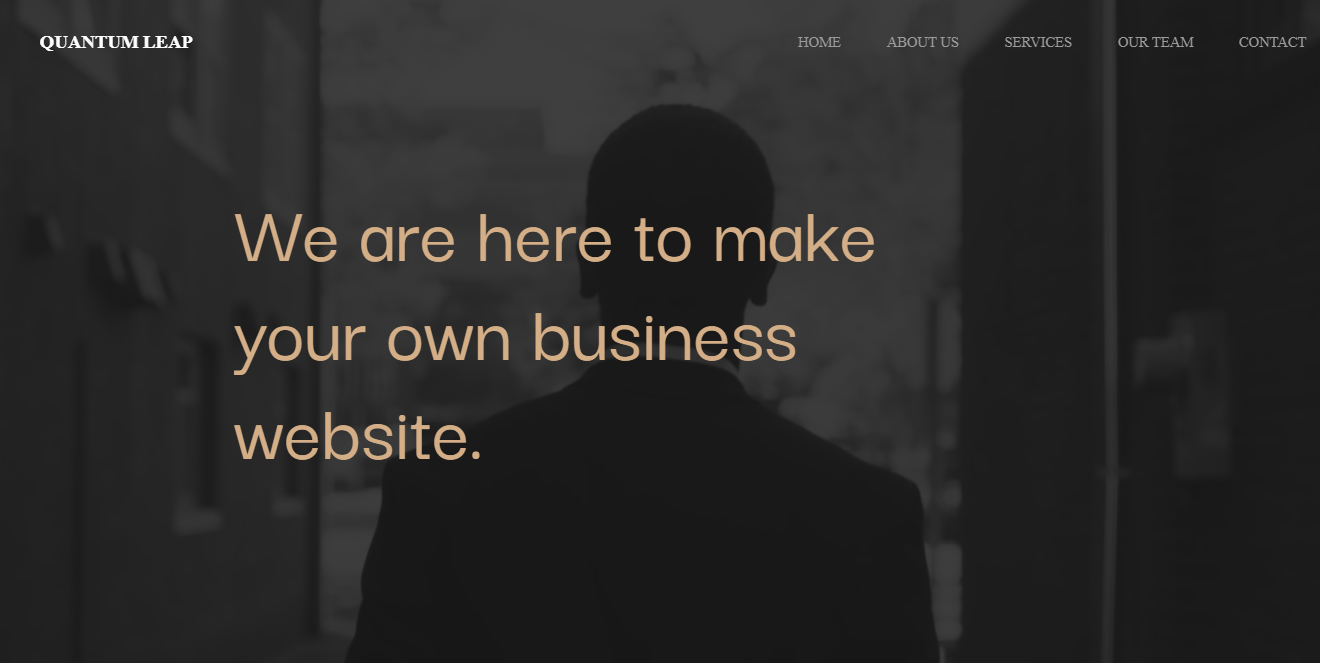 QUANTUM LEAP
HOME ABOUT US SERVICES OUR TEAM CONTACT
We are here to make
your own business
website.